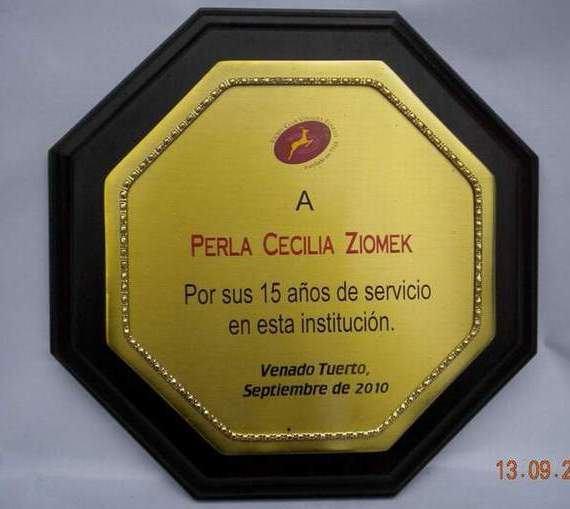 A
PERLA CECILIA ZIOMEK
Por sus 15 años de servicio
en esta institución.
Venado Tuerto,
Septiembre de 2010
13.09.2